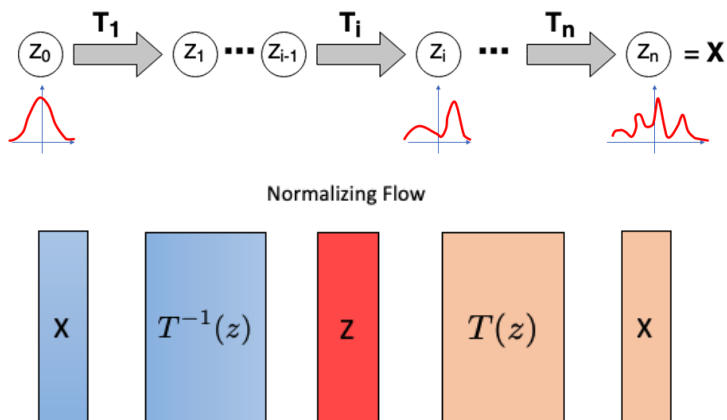 T₁ Tᵢ Tₙ
Z₀ Z₁ ... Zᵢ₋₁ Zᵢ ... Zₙ = X
Normalizing Flow
X T⁻¹(z) Z T(z) X